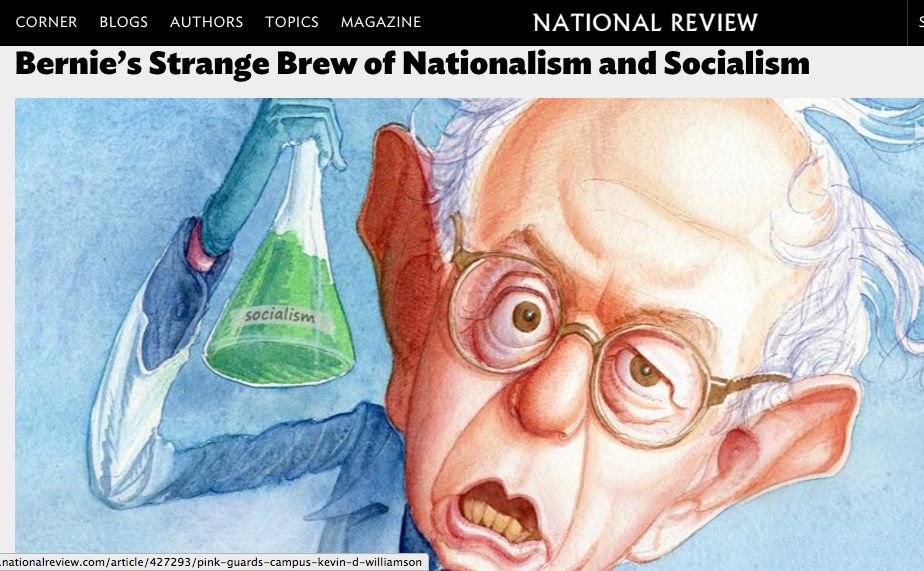 CORNER BLOGS AUTHORS TOPICS MAGAZINE NATIONAL REVIEW S
Bernie's Strange Brew of Nationalism and Socialism
socialism
.nationalreview.com/article/427293/pink-guards-campus-kevin-d-williamson